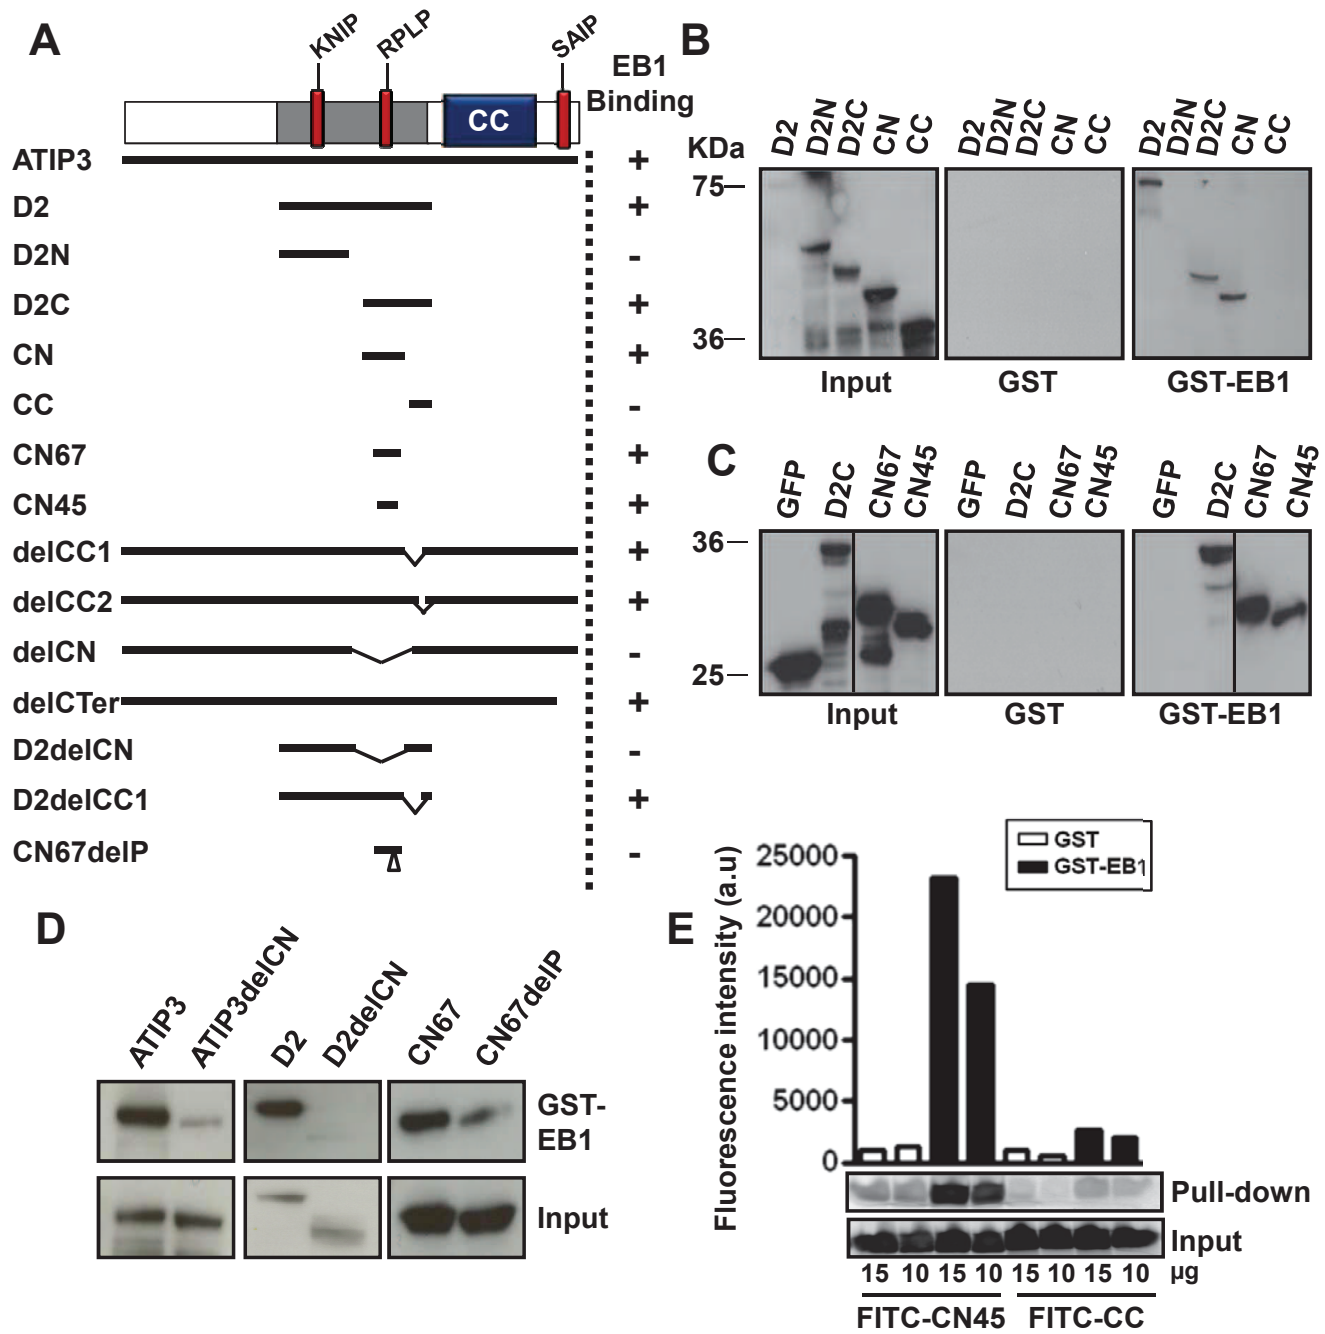 A
KNIP RPLP SAIP
EB1
Binding
CC
ATIP3 +
D2 +
D2N -
D2C +
CN +
CC -
CN67 +
CN45 +
delCC1 +
delCC2 +
delCN -
delCTer +
D2delCN -
D2delCC1 +
CN67delP -
B
KDa
D2 D2N D2C CN CC
D2 D2N D2C CN CC
D2 D2N D2C CN CC
75
36
Input GST GST-EB1
C
GFP D2C CN67 CN45
GFP D2C CN67 CN45
GFP D2C CN67 CN45
36
25
Input GST GST-EB1
D
ATIP3 ATIP3delCN D2 D2delCN CN67 CN67delP
GST-
EB1
Input
E
GST
GST-EB1
Fluorescence intensity (a.u)
25000
20000
15000
10000
5000
0
Pull-down
Input
15 10 15 10 15 10 15 10 µg
FITC-CN45 FITC-CC